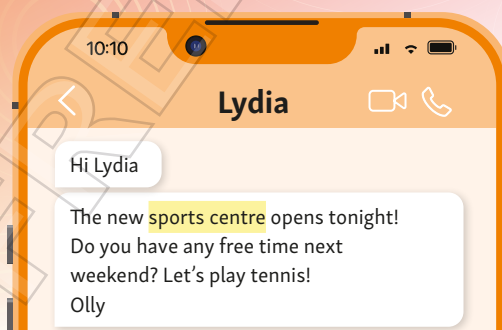 10:10
Lydia
Hi Lydia
The new sports centre opens tonight!
Do you have any free time next
weekend? Let's play tennis!
Olly